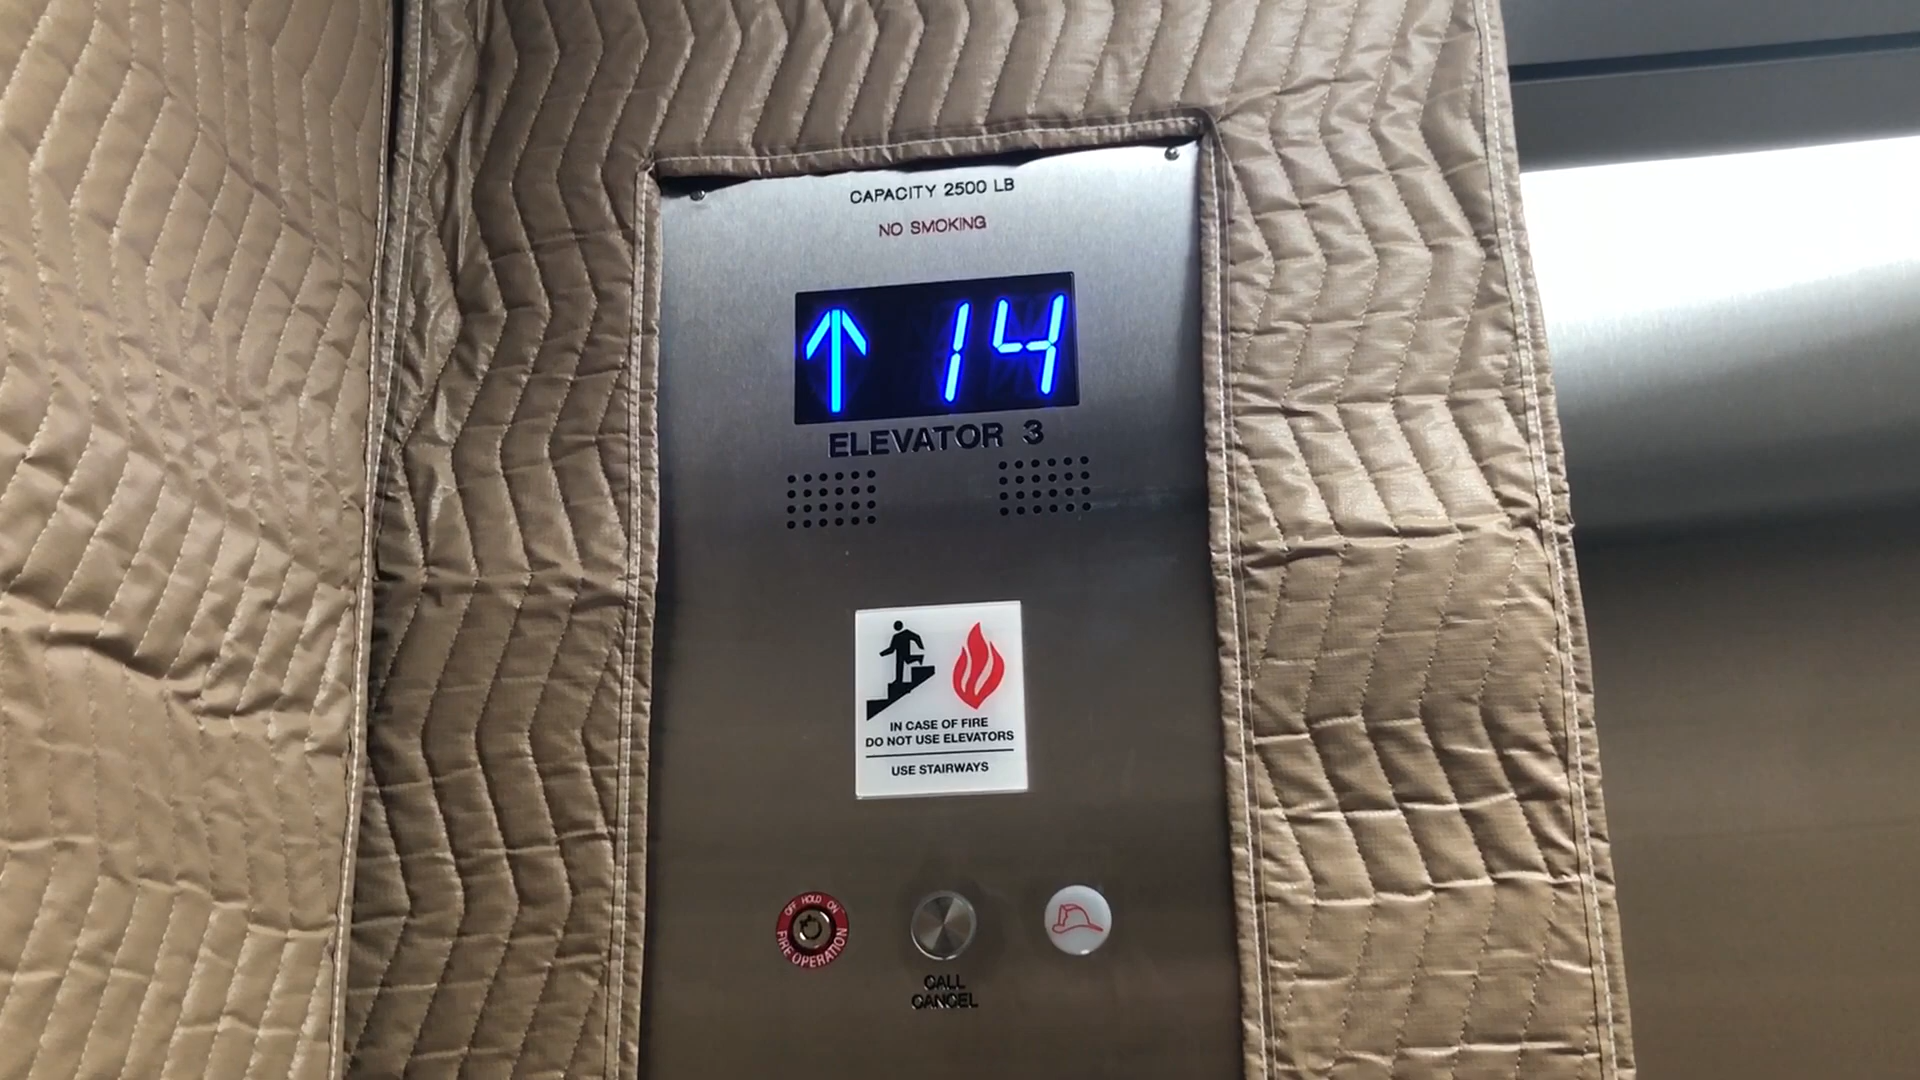 CAPACITY 2500 LB
NO SMOKING
↑ 14
ELEVATOR 3
IN CASE OF FIRE
DO NOT USE ELEVATORS
USE STAIRWAYS
OFF HOLD ON
FIRE OPERATION
CALL
CANCEL